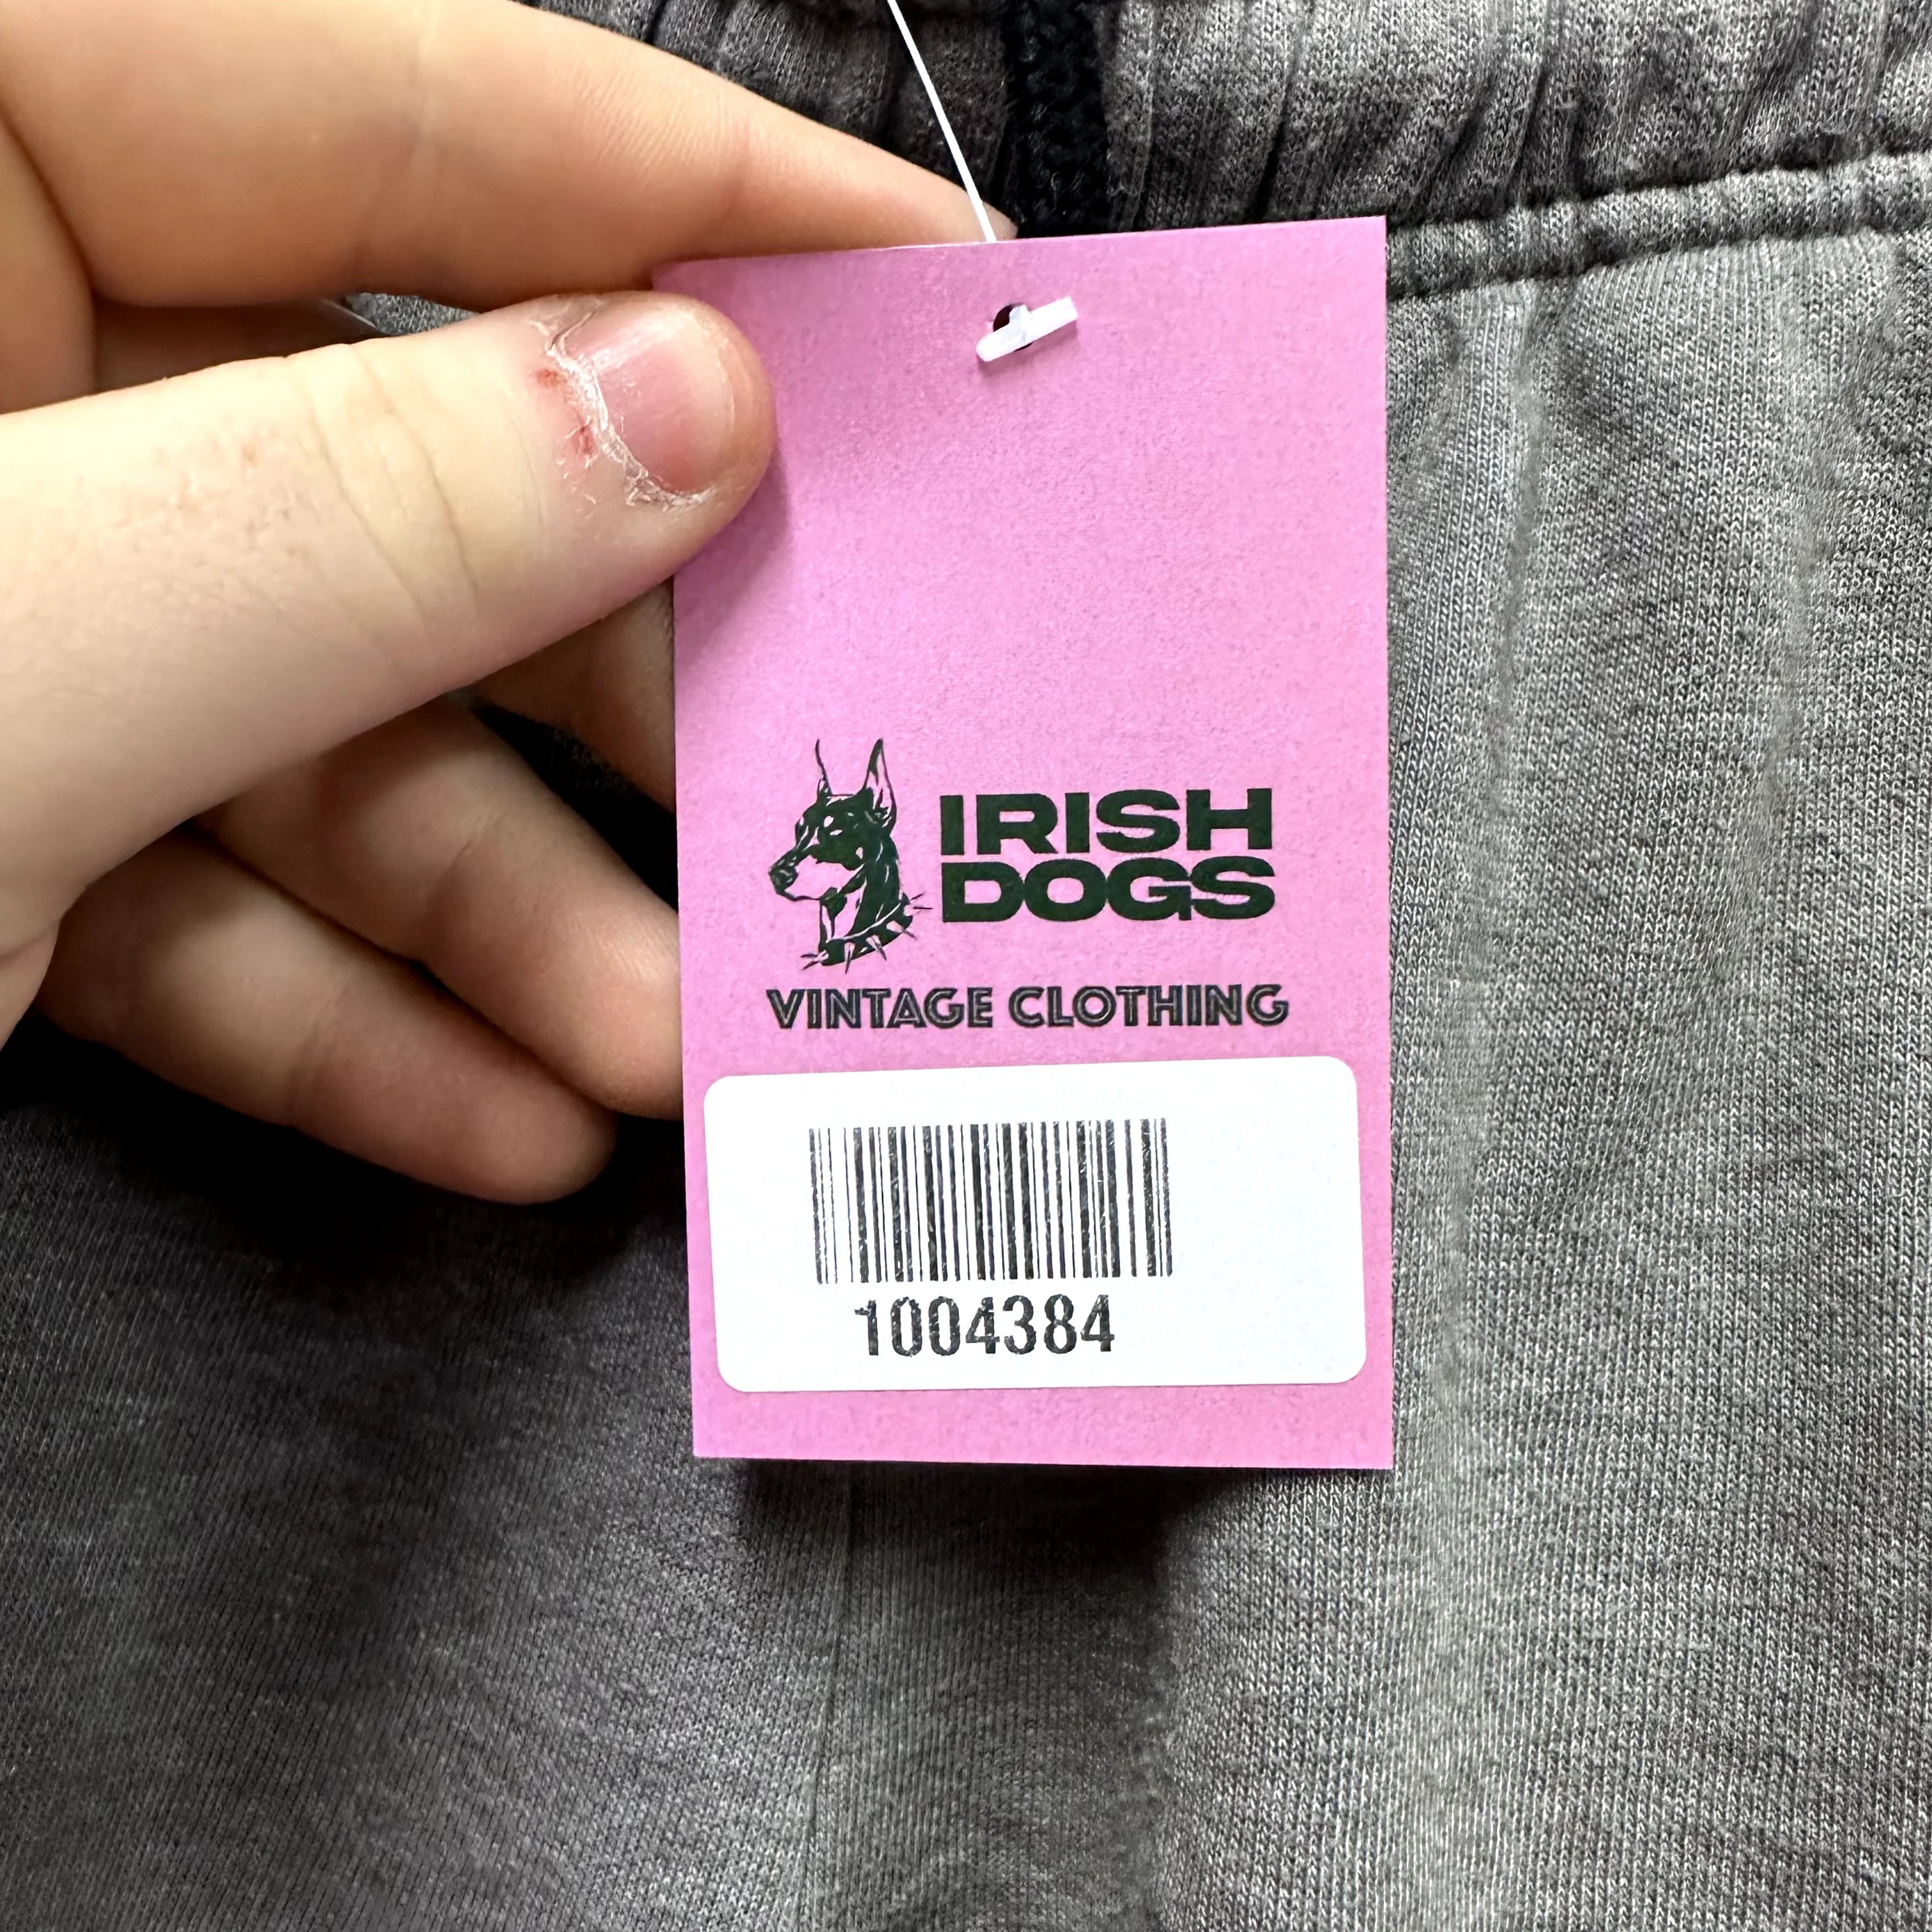 IRISH
DOGS
VINTAGE CLOTHING
1004384